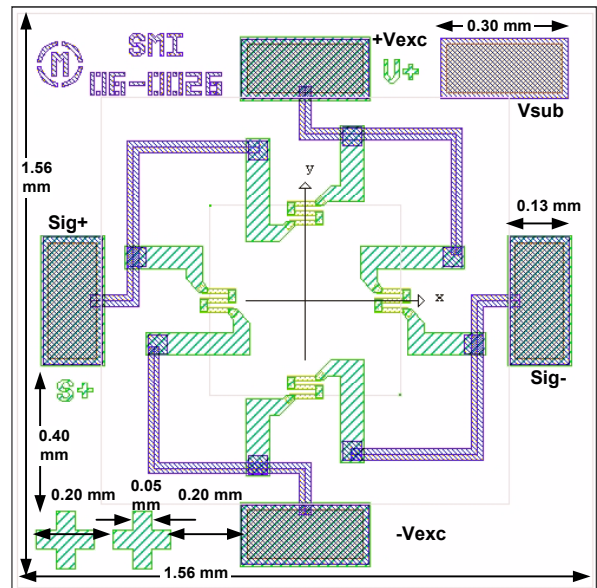 0.30 mm
SMI
06-0026
M
+Vexc
V+
Vsub
1.56
mm
y
0.13 mm
Sig+
x
S+
Sig-
0.40
mm
0.20 mm
0.05
mm
0.20 mm
-Vexc
1.56 mm